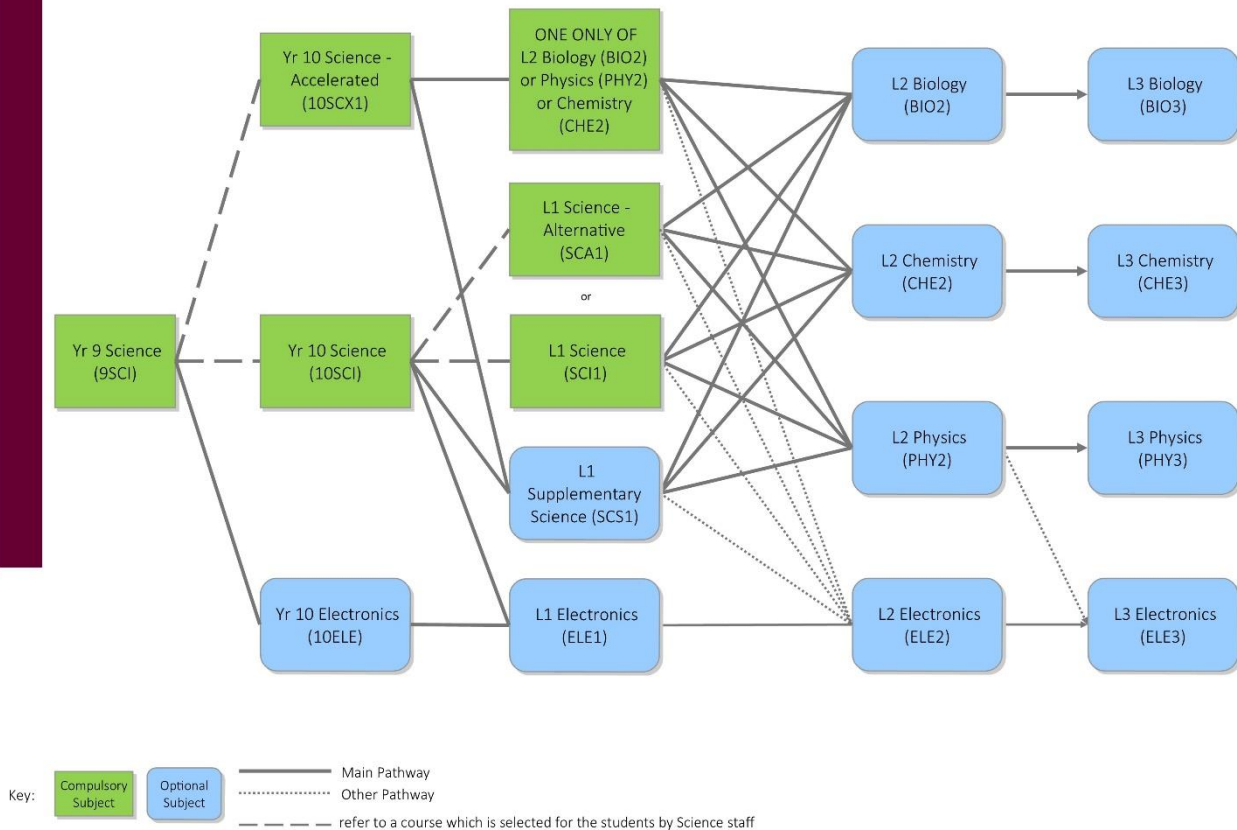 Yr 9 Science
(9SCI)
Yr 10 Science -
Accelerated
(10SCX1)
Yr 10 Science
(10SCI)
Yr 10 Electronics
(10ELE)
ONE ONLY OF
L2 Biology (BIO2)
or Physics (PHY2)
or Chemistry
(CHE2)
L1 Science -
Alternative
(SCA1)
or
L1 Science
(SCI1)
L1
Supplementary
Science (SCS1)
L1 Electronics
(ELE1)
L2 Biology
(BIO2)
L2 Chemistry
(CHE2)
L2 Physics
(PHY2)
L2 Electronics
(ELE2)
L3 Biology
(BIO3)
L3 Chemistry
(CHE3)
L3 Physics
(PHY3)
L3 Electronics
(ELE3)
Key:
Compulsory
Subject
Optional
Subject
Main Pathway
Other Pathway
refer to a course which is selected for the students by Science staff